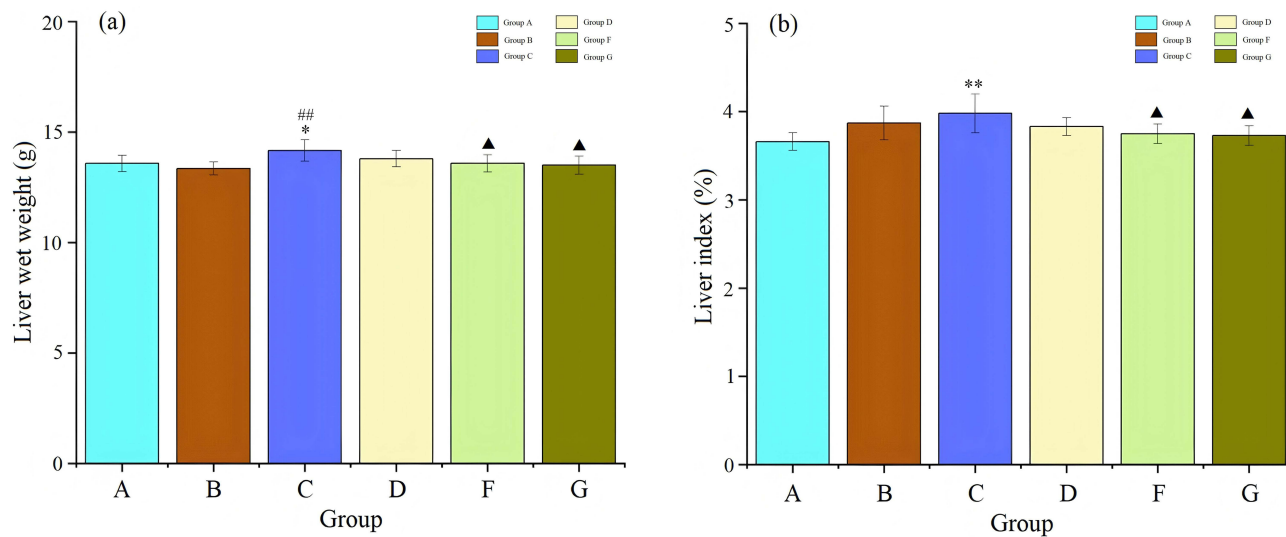 (a)
Group A
Group B
Group C
Group D
Group F
Group G
20
15
10
5
0
Liver wet weight (g)
##
*
▲
▲
A B C D F G
Group
(b)
Group A
Group B
Group C
Group D
Group F
Group G
5
4
3
2
1
0
Liver index (%)
**
▲
▲
A B C D F G
Group